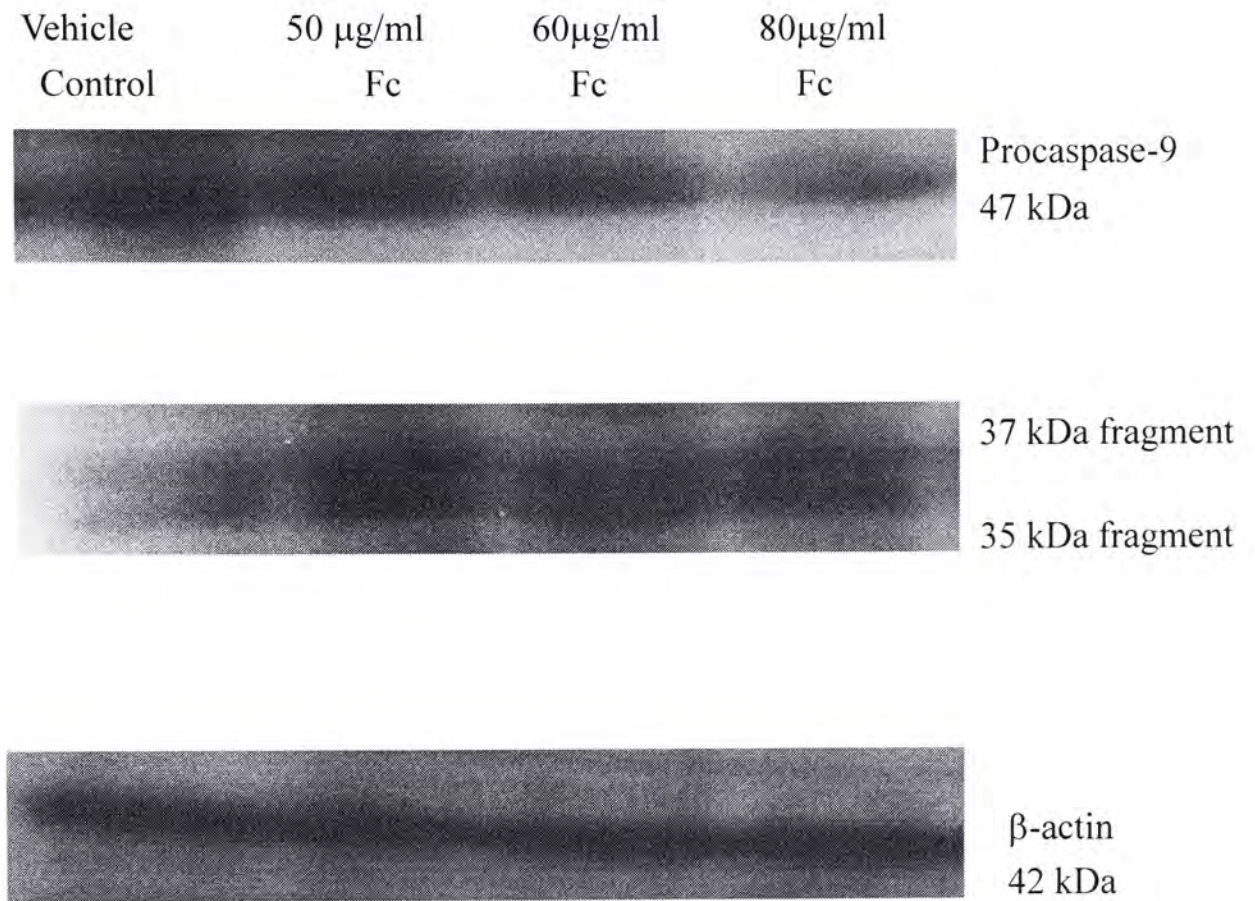 Vehicle 50 μg/ml 60μg/ml 80μg/ml
Control Fc Fc Fc
Procaspase-9
47 kDa
37 kDa fragment
35 kDa fragment
β-actin
42 kDa